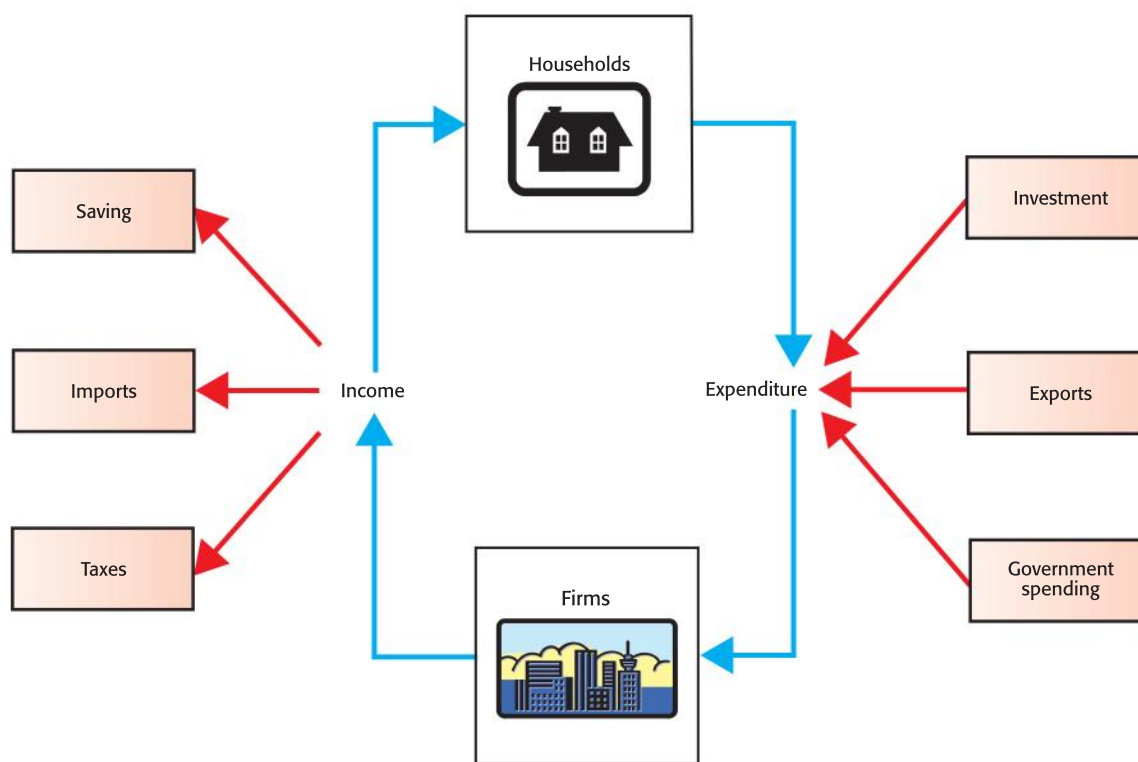 Households
Saving
Investment
Imports
Income
Expenditure
Exports
Taxes
Firms
Government
spending